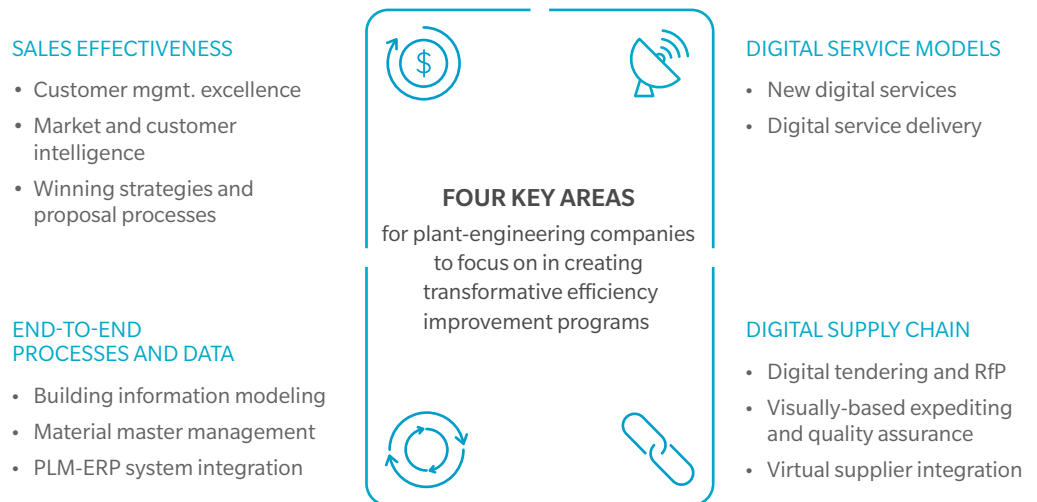 SALES EFFECTIVENESS
• Customer mgmt. excellence
• Market and customer
intelligence
• Winning strategies and
proposal processes
$
DIGITAL SERVICE MODELS
• New digital services
• Digital service delivery
FOUR KEY AREAS
for plant-engineering companies
to focus on in creating
transformative efficiency
improvement programs
END-TO-END
PROCESSES AND DATA
• Building information modeling
• Material master management
• PLM-ERP system integration
DIGITAL SUPPLY CHAIN
• Digital tendering and RfP
• Visually-based expediting
and quality assurance
• Virtual supplier integration